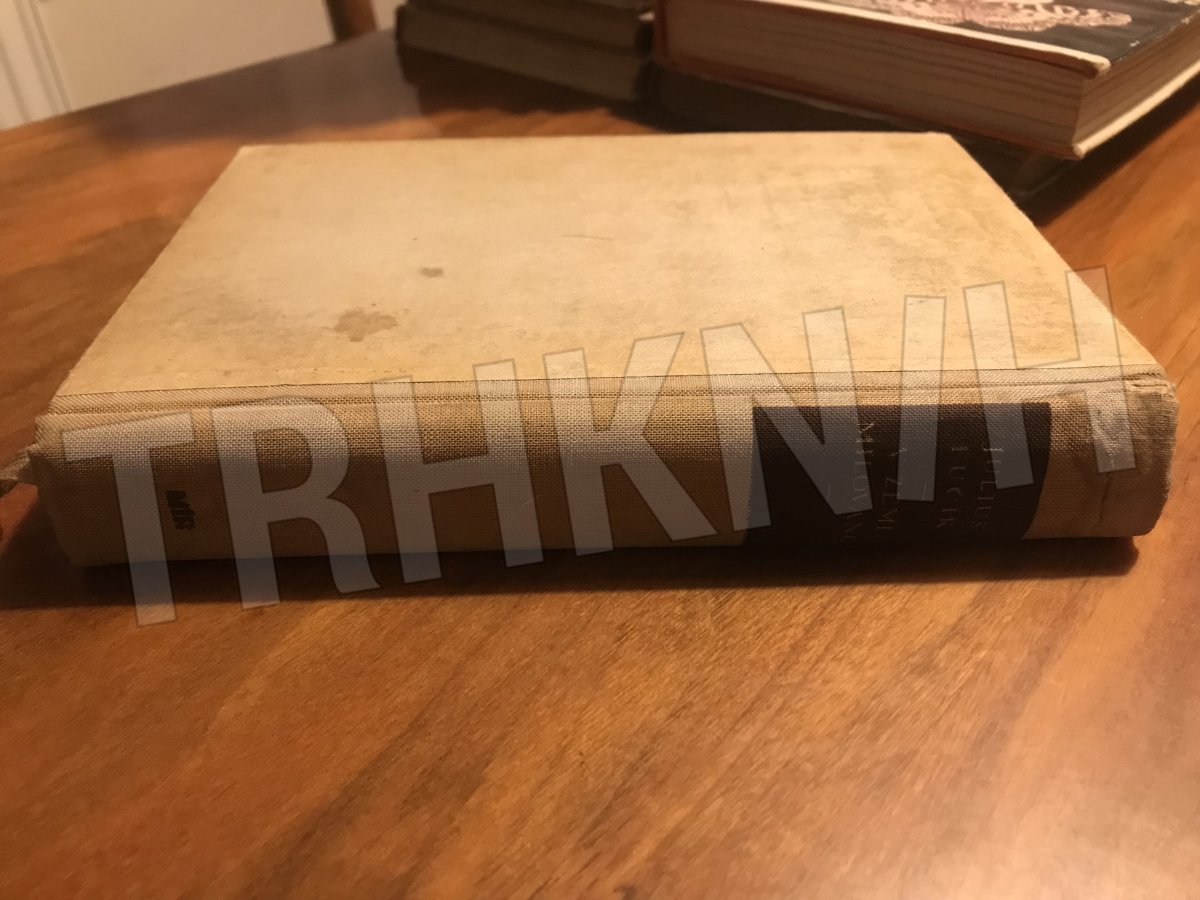 TRHKNIH
JULIUS
FUČÍK
V ZEMI
MILOVANÉ